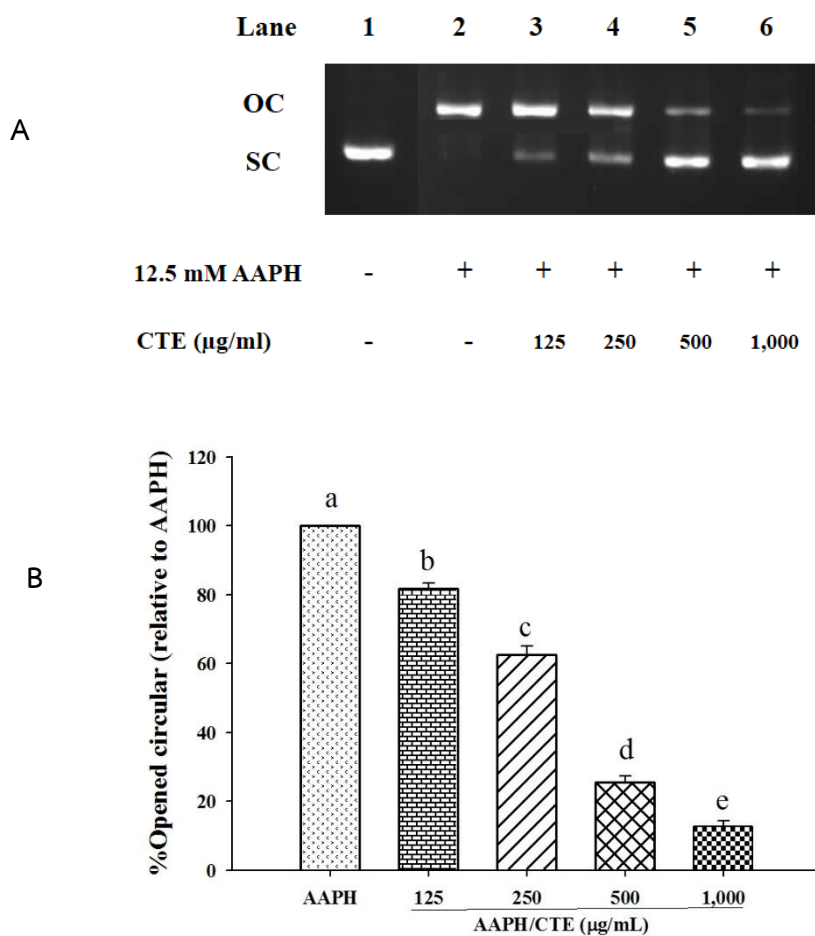 Lane 1 2 3 4 5 6
OC
A
SC
12.5 mM AAPH - + + + + +
CTE (µg/ml) - - 125 250 500 1,000
B
%Opened circular (relative to AAPH)
120
100
80
60
40
20
0
a
b
c
d
e
AAPH 125 250 500 1,000
AAPH/CTE (µg/mL)